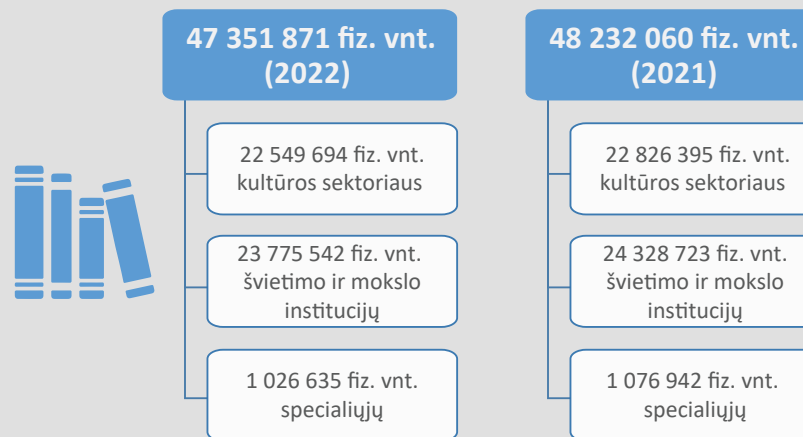 47 351 871 fiz. vnt.
(2022)
22 549 694 fiz. vnt.
kultūros sektoriaus
23 775 542 fiz. vnt.
švietimo ir mokslo
institucijų
1 026 635 fiz. vnt.
specialiųjų
48 232 060 fiz. vnt.
(2021)
22 826 395 fiz. vnt.
kultūros sektoriaus
24 328 723 fiz. vnt.
švietimo ir mokslo
institucijų
1 076 942 fiz. vnt.
specialiųjų